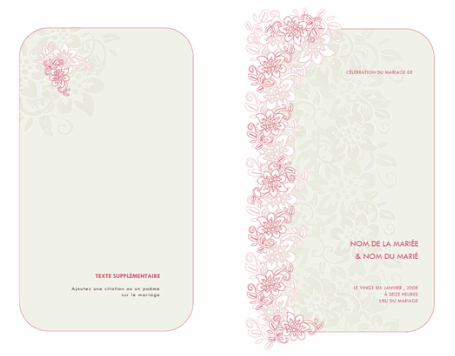 TEXTE SUPPLÉMENTAIRE
Ajoutez une citation ou un poème
sur le mariage
CÉLÉBRATION DU MARIAGE DE
NOM DE LA MARIÉE
& NOM DU MARIÉ
LE VINGT SIX JANVIER , 2008
À SEIZE HEURES
LIEU DU MARIAGE